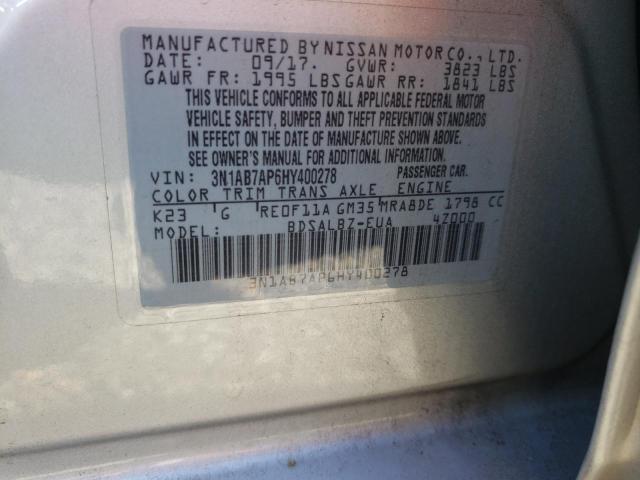 MANUFACTURED BY NISSAN MOTOR CO., LTD.
DATE: 09/17. GVWR: 3823 LBS
GAWR FR: 1995 LBS GAWR RR: 1841 LBS
THIS VEHICLE CONFORMS TO ALL APPLICABLE FEDERAL MOTOR
VEHICLE SAFETY, BUMPER AND THEFT PREVENTION STANDARDS
IN EFFECT ON THE DATE OF MANUFACTURE SHOWN ABOVE.
SEE OWNER'S MANUAL FOR ADDITIONAL INFORMATION.
VIN: 3N1AB7AP6HY400278 PASSENGER CAR.
COLOR TRIM TRANS AXLE ENGINE
K23 G RE0F11A GM35 MRA8DE 1798 CC
MODEL: BDSALBZ-EUA 4Z000
3N1AB7AP6HY400278